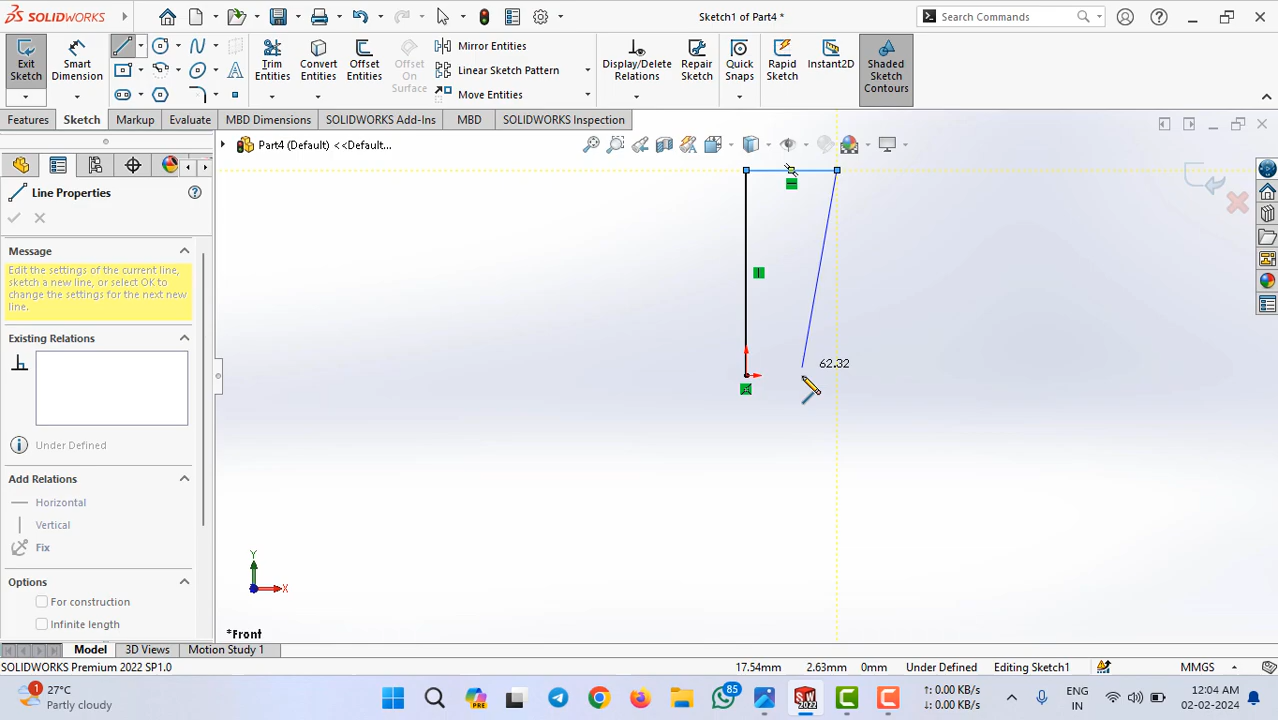 SOLIDWORKS
Sketch1 of Part4 *
Search Commands
Exit Sketch
Smart Dimension
Trim Entities
Convert Entities
Offset Entities
Offset On Surface
Mirror Entities
Linear Sketch Pattern
Move Entities
Display/Delete Relations
Repair Sketch
Quick Snaps
Rapid Sketch
Instant2D
Shaded Sketch Contours
Features
Sketch
Markup
Evaluate
MBD Dimensions
SOLIDWORKS Add-Ins
MBD
SOLIDWORKS Inspection
Part4 (Default) <<Default...
Line Properties
Message
Edit the settings of the current line,
sketch a new line, or select OK to
change the settings for the next new
line.
Existing Relations
Under Defined
Add Relations
Horizontal
Vertical
Fix
Options
For construction
Infinite length
62.32
Y
X
*Front
Model
3D Views
Motion Study 1
SOLIDWORKS Premium 2022 SP1.0
17.54mm
2.63mm
0mm
Under Defined
Editing Sketch1
MMGS
1
27°C
Partly cloudy
PRE
85
SW
2022
↑: 0.00 KB/s
↓: 0.00 KB/s
ENG
IN
12:04 AM
02-02-2024